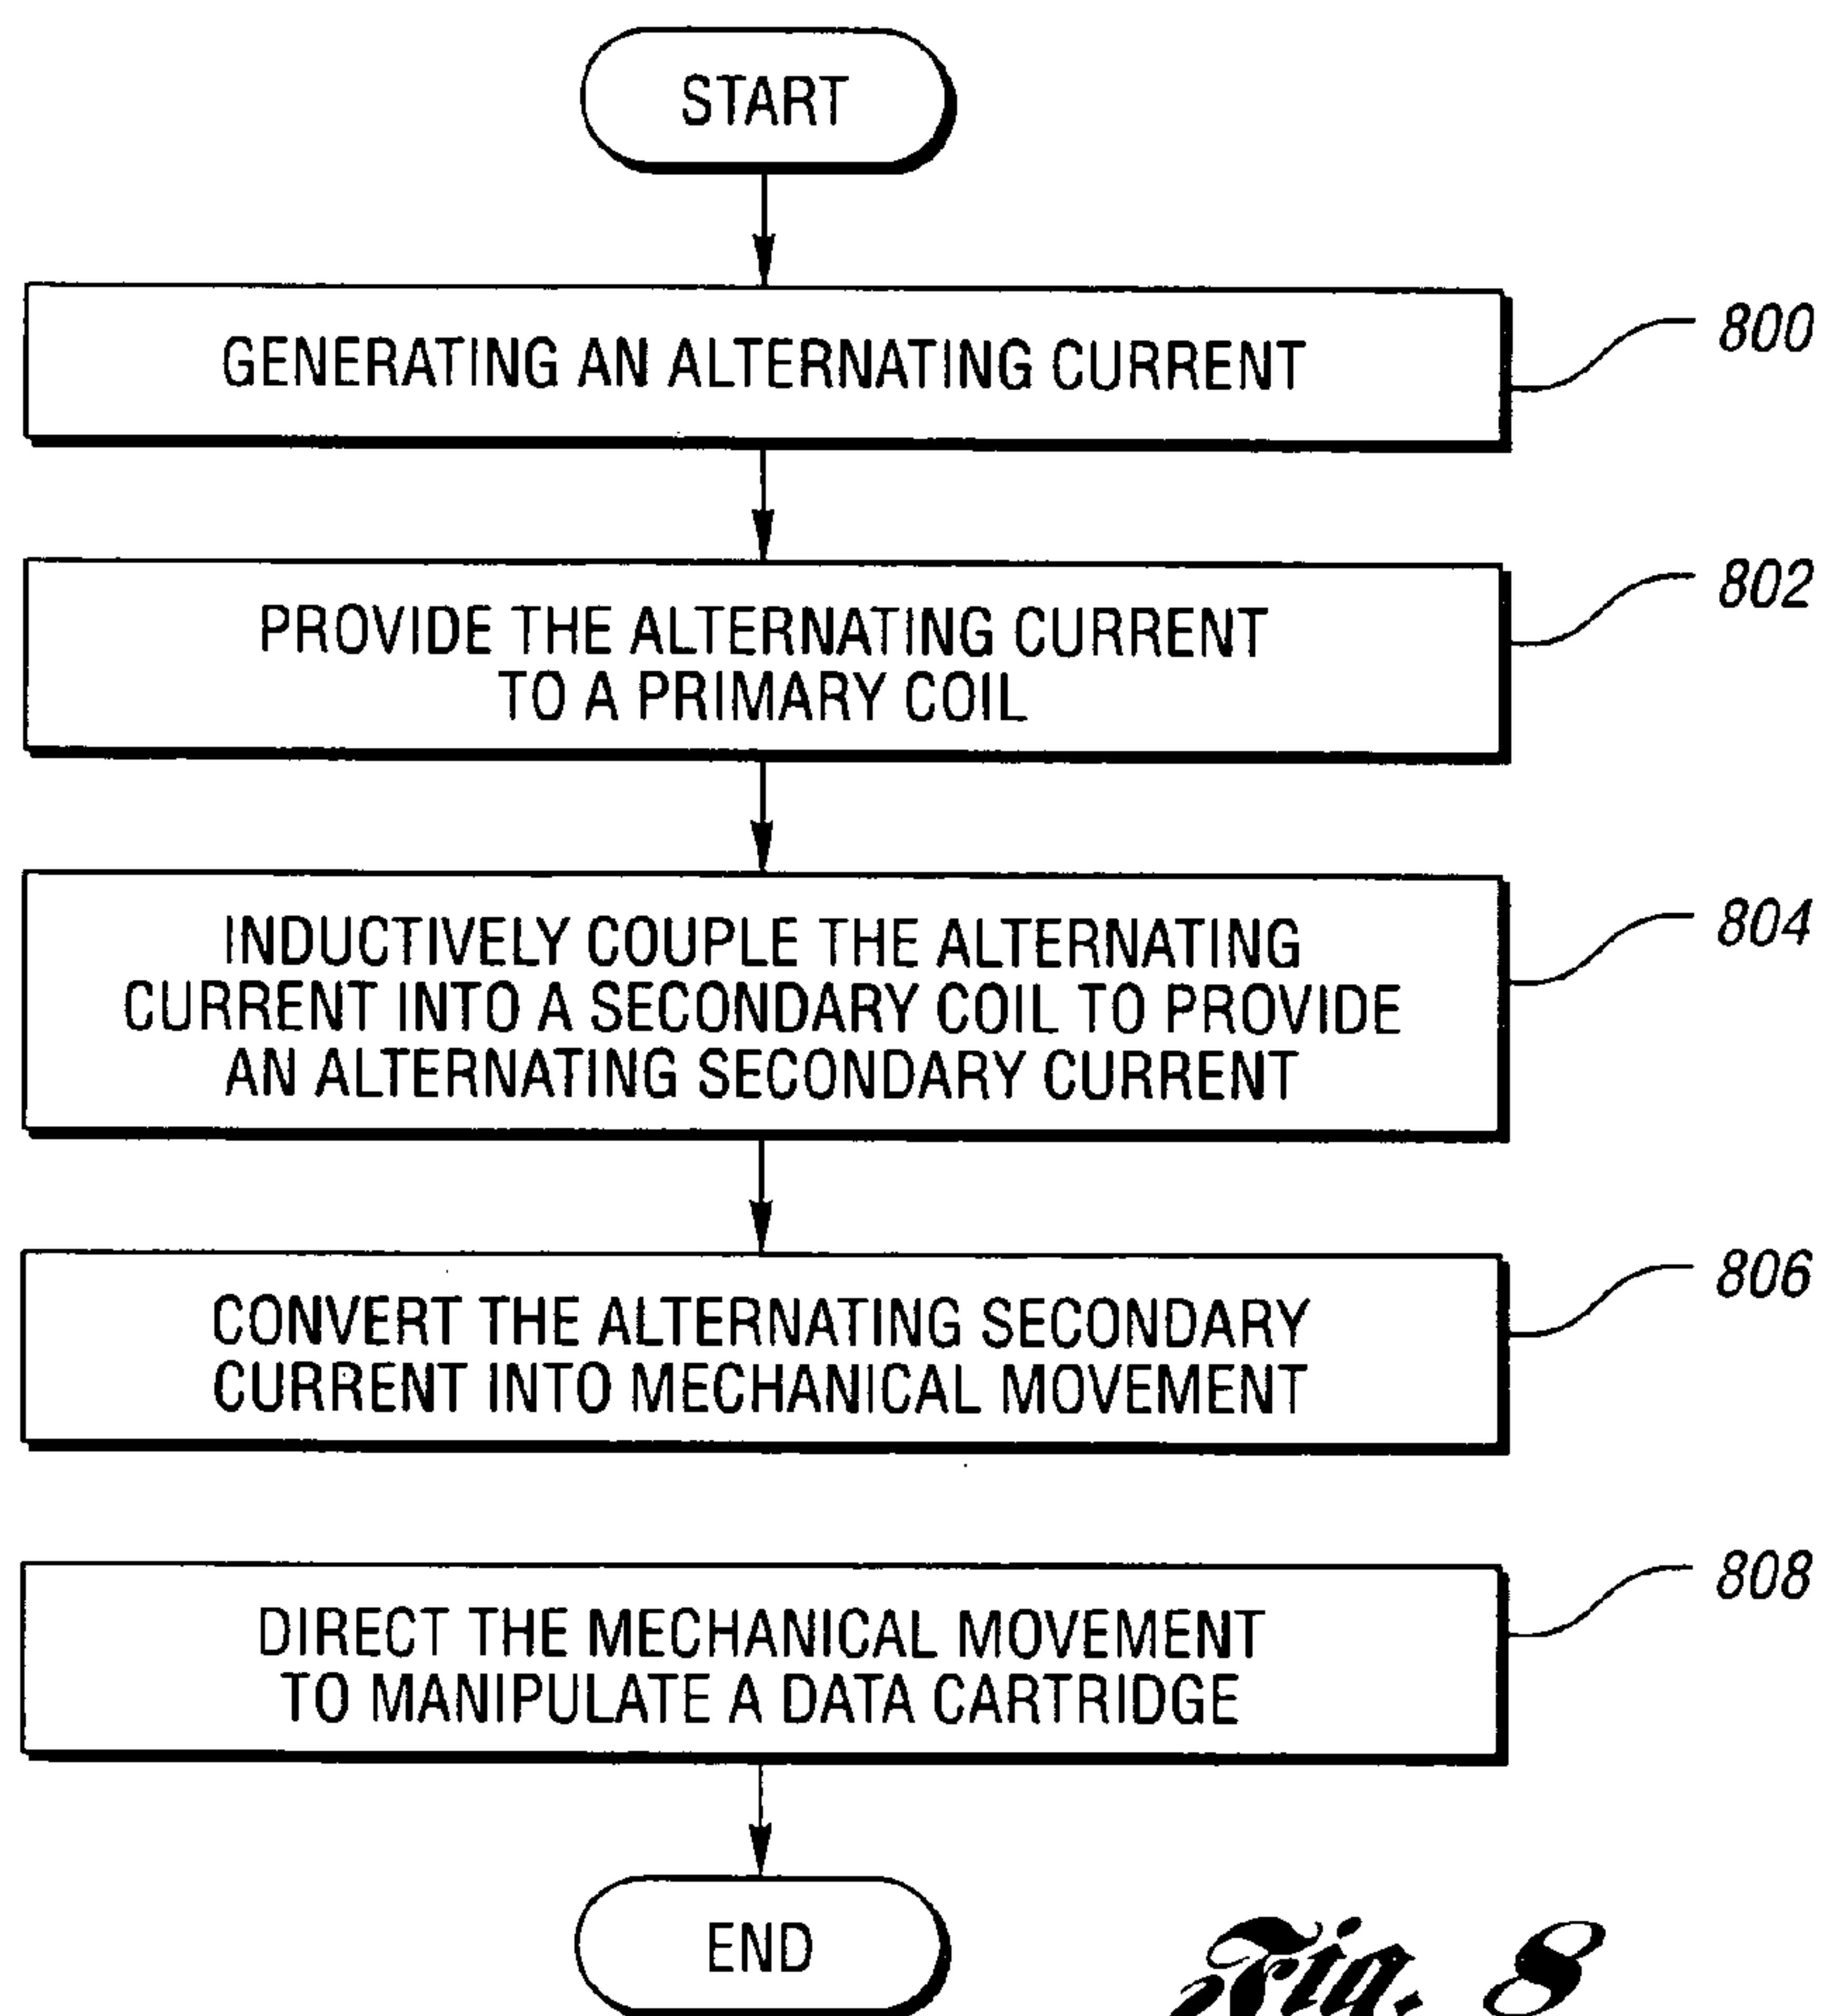 START
GENERATING AN ALTERNATING CURRENT
800
PROVIDE THE ALTERNATING CURRENT
TO A PRIMARY COIL
802
INDUCTIVELY COUPLE THE ALTERNATING
CURRENT INTO A SECONDARY COIL TO PROVIDE
AN ALTERNATING SECONDARY CURRENT
804
CONVERT THE ALTERNATING SECONDARY
CURRENT INTO MECHANICAL MOVEMENT
806
DIRECT THE MECHANICAL MOVEMENT
TO MANIPULATE A DATA CARTRIDGE
808
END
Fig. 8